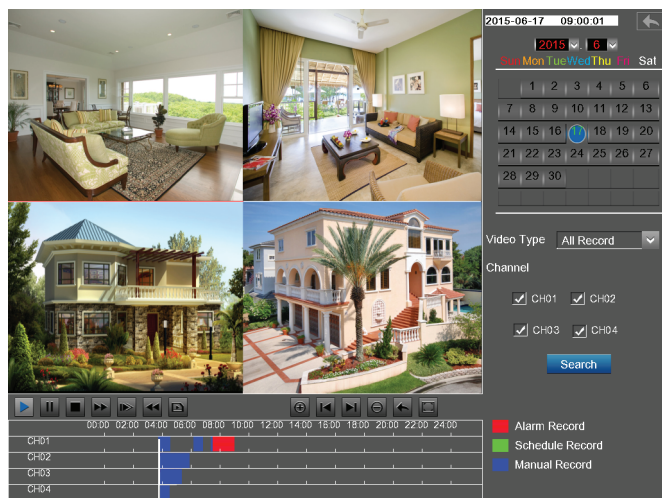 2015-06-17 09:00:01
2015 . 6
Sun Mon Tue Wed Thu Fri Sat
1 2 3 4 5 6
7 8 9 10 11 12 13
14 15 16 17 18 19 20
21 22 23 24 25 26 27
28 29 30
Video Type All Record
Channel
CH01 CH02
CH03 CH04
Search
00:00 02:00 04:00 06:00 08:00 10:00 12:00 14:00 16:00 18:00 20:00 22:00 24:00
CH01
CH02
CH03
CH04
Alarm Record
Schedule Record
Manual Record